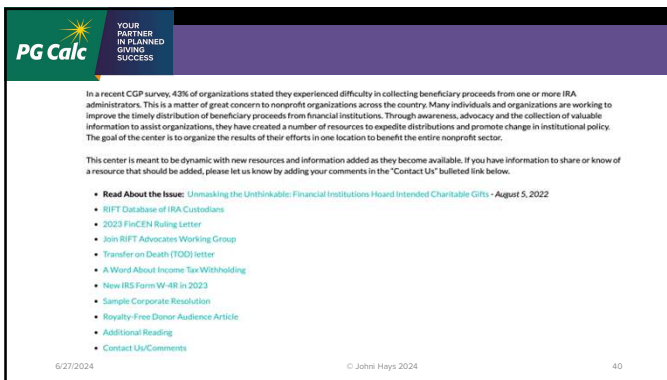 PG Calc
YOUR
PARTNER
IN PLANNED
GIVING
SUCCESS
In a recent CGP survey, 43% of organizations stated they experienced difficulty in collecting beneficiary proceeds from one or more IRA
administrators. This is a matter of great concern to nonprofit organizations across the country. Many individuals and organizations are working to
improve the timely distribution of beneficiary proceeds from financial institutions. Through awareness, advocacy and the collection of valuable
information to assist organizations, they have created a number of resources to expedite distributions and promote change in institutional policy.
The goal of the center is to organize the results of their efforts in one location to benefit the entire nonprofit sector.
This center is meant to be dynamic with new resources and information added as they become available. If you have information to share or know of
a resource that should be added, please let us know by adding your comments in the "Contact Us" bulleted link below.
• Read About the Issue: Unmasking the Unthinkable: Financial Institutions Hoard Intended Charitable Gifts - August 5, 2022
• RIFT Database of IRA Custodians
• 2023 FinCEN Ruling Letter
• Join RIFT Advocates Working Group
• Transfer on Death (TOD) letter
• A Word About Income Tax Withholding
• New IRS Form W-4R in 2023
• Sample Corporate Resolution
• Royalty-Free Donor Audience Article
• Additional Reading
• Contact Us/Comments
6/27/2024 © Johni Hays 2024 40